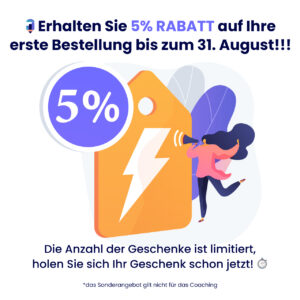 Erhalten Sie 5% RABATT auf Ihre
erste Bestellung bis zum 31. August!!!
5%
Die Anzahl der Geschenke ist limitiert,
holen Sie sich Ihr Geschenk schon jetzt! ⏱
*das Sonderangebot gilt nicht für das Coaching